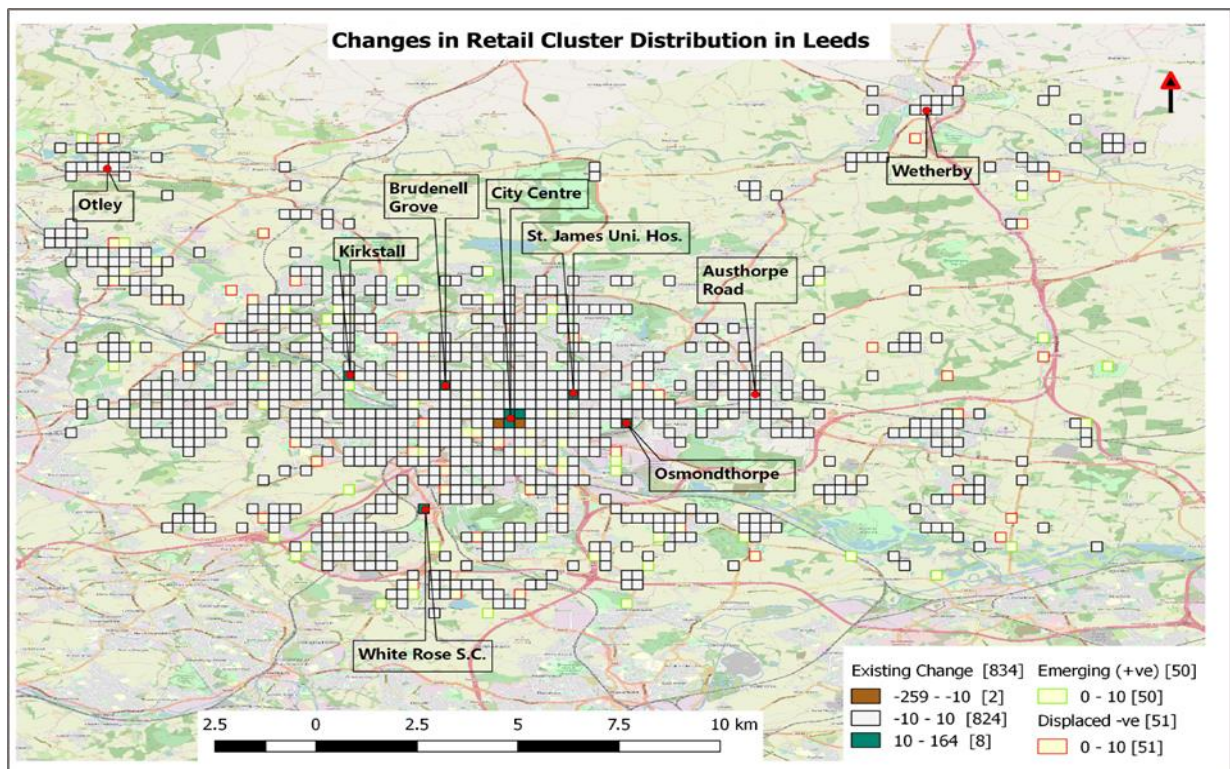 Changes in Retail Cluster Distribution in Leeds
Wetherby
Otley
Brudenell
Grove
City Centre
St. James Uni. Hos.
Kirkstall
Austhorpe
Road
Osmondthorpe
White Rose S.C.
Existing Change [834]
-259 - -10 [2]
-10 - 10 [824]
10 - 164 [8]
Emerging (+ve) [50]
0 - 10 [50]
Displaced -ve [51]
0 - 10 [51]
2.5 0 2.5 5 7.5 10 km